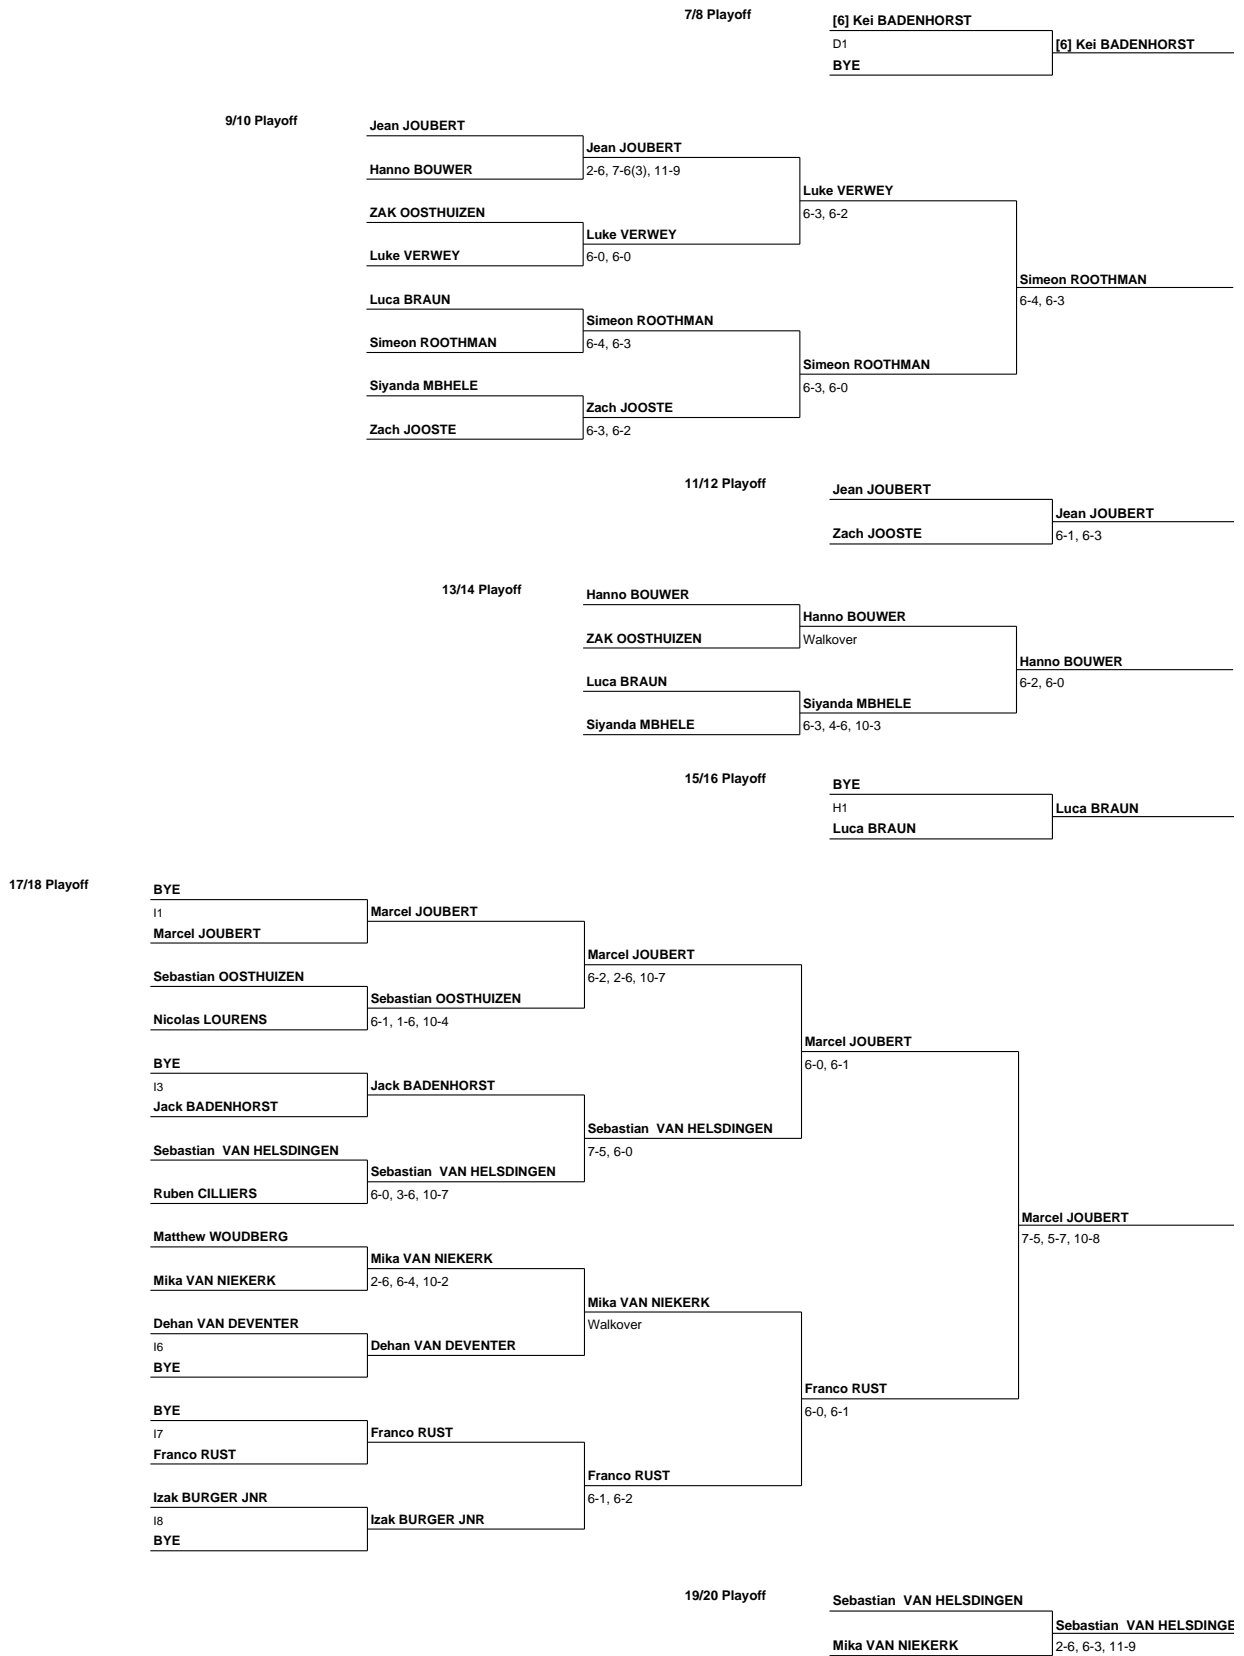 7/8 Playoff
[6] Kei BADENHORST
D1
[6] Kei BADENHORST
BYE
9/10 Playoff
Jean JOUBERT
Jean JOUBERT
Hanno BOUWER
2-6, 7-6(3), 11-9
Luke VERWEY
ZAK OOSTHUIZEN
6-3, 6-2
Luke VERWEY
Luke VERWEY
6-0, 6-0
Simeon ROOTHMAN
Luca BRAUN
6-4, 6-3
Simeon ROOTHMAN
Simeon ROOTHMAN
6-4, 6-3
Simeon ROOTHMAN
Siyanda MBHELE
6-3, 6-0
Zach JOOSTE
Zach JOOSTE
6-3, 6-2
11/12 Playoff
Jean JOUBERT
Jean JOUBERT
Zach JOOSTE
6-1, 6-3
13/14 Playoff
Hanno BOUWER
Hanno BOUWER
ZAK OOSTHUIZEN
Walkover
Hanno BOUWER
Luca BRAUN
6-2, 6-0
Siyanda MBHELE
Siyanda MBHELE
6-3, 4-6, 10-3
15/16 Playoff
BYE
H1
Luca BRAUN
Luca BRAUN
17/18 Playoff
BYE
I1
Marcel JOUBERT
Marcel JOUBERT
Marcel JOUBERT
Sebastian OOSTHUIZEN
6-2, 2-6, 10-7
Sebastian OOSTHUIZEN
Nicolas LOURENS
6-1, 1-6, 10-4
Marcel JOUBERT
BYE
6-0, 6-1
I3
Jack BADENHORST
Jack BADENHORST
Sebastian  VAN HELSDINGEN
Sebastian  VAN HELSDINGEN
7-5, 6-0
Sebastian  VAN HELSDINGEN
Ruben CILLIERS
6-0, 3-6, 10-7
Marcel JOUBERT
Matthew WOUDBERG
7-5, 5-7, 10-8
Mika VAN NIEKERK
Mika VAN NIEKERK
2-6, 6-4, 10-2
Mika VAN NIEKERK
Dehan VAN DEVENTER
Walkover
I6
Dehan VAN DEVENTER
BYE
Franco RUST
BYE
6-0, 6-1
I7
Franco RUST
Franco RUST
Franco RUST
Izak BURGER JNR
6-1, 6-2
I8
Izak BURGER JNR
BYE
19/20 Playoff
Sebastian  VAN HELSDINGEN
Sebastian  VAN HELSDINGE
Mika VAN NIEKERK
2-6, 6-3, 11-9